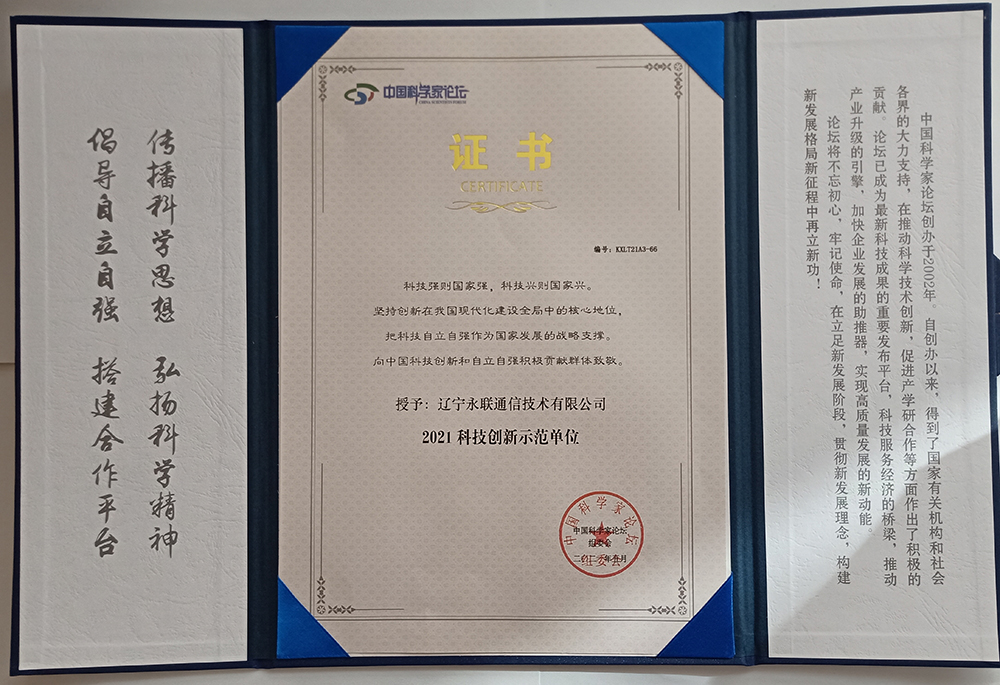 传播科学思想 弘扬科学精神
倡导自立自强 搭建合作平台
中国科学家论坛
CHINA SCIENTISTS FORUM
证书
CERTIFICATE
编号：KXLT21A3-66
科技强则国家强，科技兴则国家兴。
坚持创新在我国现代化建设全局中的核心地位，
把科技自立自强作为国家发展的战略支撑。
向中国科技创新和自立自强积极贡献群体致敬。
授予：辽宁永联通信技术有限公司
2021 科技创新示范单位
中国科学家论坛
组委会
中国科学家论坛
组委会
中国科学家论坛创办于2002年。自创办以来，得到了国家有关机构和社会
各界的大力支持，在推动科学技术创新，促进产学研合作等方面作出了积极的
贡献。论坛已成为最新科技成果的重要发布平台，科技服务经济的桥梁，推动
产业升级的引擎，加快企业发展的助推器，实现高质量发展的新动能。
论坛将不忘初心，牢记使命，在立足新发展阶段，贯彻新发展理念，构建
新发展格局新征程中再立新功！